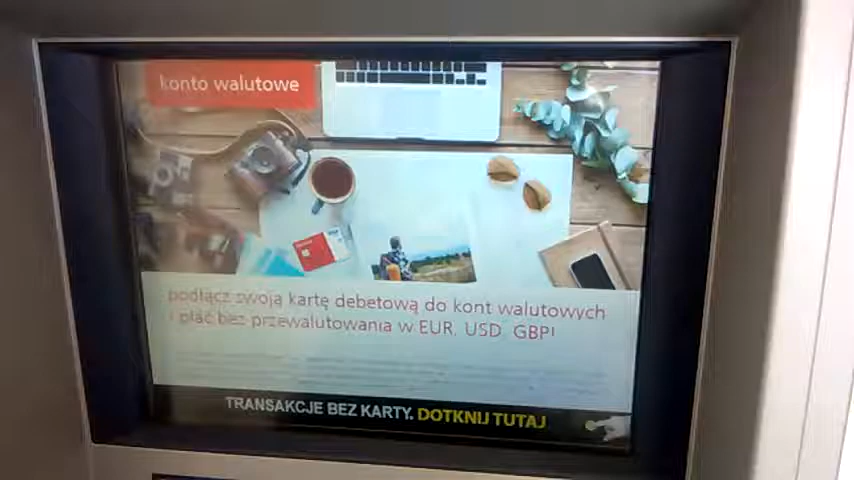 konto walutowe
podłącz swoją kartę debetową do kont walutowych
i płać bez przewalutowania w EUR, USD, GBP!
TRANSAKCJE BEZ KARTY. DOTKNIJ TUTAJ